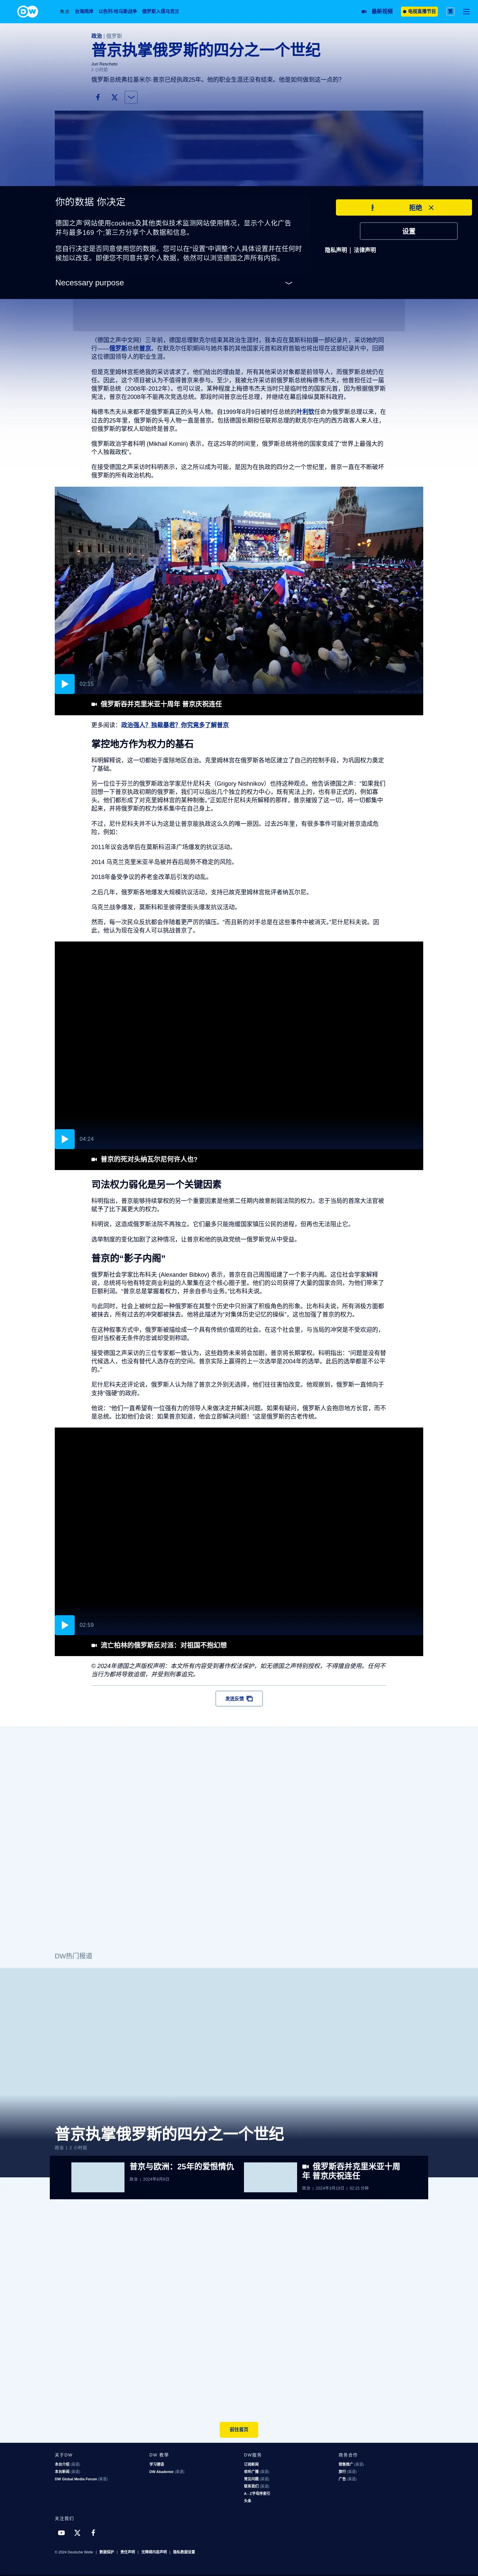 DW
焦点
台海两岸
以色列-哈马斯战争
俄罗斯入侵乌克兰
最新视频
电视直播节目
繁
政治 | 俄罗斯
普京执掌俄罗斯的四分之一个世纪
Juri Rescheto
2 小时前
俄罗斯总统弗拉基米尔·普京已经执政25年。他的职业生涯还没有结束。他是如何做到这一点的?
你的数据 你决定
德国之声'网站使用cookies及其他类似技术监测网站使用情况，显示个人化广告
并与最多169 个;第三方分享个人数据和信息。
您自行决定是否同意使用您的数据。您可以在"设置"中调整个人具体设置并在任何时
候加以改变。即便您不同意共享个人数据，依然可以浏览德国之声所有内容。
Necessary purpose
拒绝
设置
隐私声明 | 法律声明
（德国之声中文网）三年前，德国总理默克尔结束其政治生涯时，我本应在莫斯科拍摄一部纪录片，采访她的同
行——俄罗斯总统普京。在默克尔任职期间与她共事的其他国家元首和政府首脑也将出现在这部纪录片中，回顾
这位德国领导人的职业生涯。
但是克里姆林宫拒绝我的采访请求了。他们给出的理由是，所有其他采访对象都是前领导人，而俄罗斯总统仍在
任。因此，这个项目被认为不值得普京来参与。至少，我被允许采访前俄罗斯总统梅德韦杰夫，他曾担任过一届
俄罗斯总统（2008年-2012年），也可以说，某种程度上梅德韦杰夫当时只是临时性的国家元首，因为根据俄罗斯
宪法，普京在2008年不能再次竞选总统。那段时间普京出任总理，并继续在幕后操纵莫斯科政府。
梅德韦杰夫从来都不是俄罗斯真正的头号人物。自1999年8月9日被时任总统的叶利钦任命为俄罗斯总理以来，在
过去的25年里，俄罗斯的头号人物一直是普京。包括德国长期担任联邦总理的默克尔在内的西方政客人来人往，
但俄罗斯的掌权人却始终是普京。
俄罗斯政治学者科明 (Mikhail Komin) 表示，在这25年的时间里，俄罗斯总统将他的国家变成了"世界上最强大的
个人独裁政权"。
在接受德国之声采访时科明表示，这之所以成为可能，是因为在执政的四分之一个世纪里，普京一直在不断破坏
俄罗斯的所有政治机构。
РОССИЯ
02:15
俄罗斯吞并克里米亚十周年 普京庆祝连任
更多阅读：政治强人？独裁暴君？你究竟多了解普京
掌控地方作为权力的基石
科明解释说，这一切都始于废除地区自治。克里姆林宫在俄罗斯各地区建立了自己的控制手段，为巩固权力奠定
了基础。
另一位位于芬兰的俄罗斯政治学家尼什尼科夫（Grigory Nishnikov）也持这种观点。他告诉德国之声："如果我们
回想一下普京执政初期的俄罗斯，我们可以指出几个独立的权力中心，既有宪法上的，也有非正式的，例如寡
头。他们都形成了对克里姆林宫的某种制衡。"正如尼什尼科夫所解释的那样，普京摧毁了这一切，将一切都集中
起来，并将俄罗斯的权力体系集中在自己身上。
不过，尼什尼科夫并不认为这是让普京能执政这么久的唯一原因。过去25年里，有很多事件可能对普京造成危
险，例如：
2011年议会选举后在莫斯科沼泽广场爆发的抗议活动。
2014 马克兰克里米亚半岛被并吞后局势不稳定的风险。
2018年备受争议的养老金改革后引发的动乱。
之后几年，俄罗斯各地爆发大规模抗议活动，支持已故克里姆林宫批评者纳瓦尔尼。
乌克兰战争爆发，莫斯科和圣彼得堡街头爆发抗议活动。
然而，每一次民众反抗都会伴随着更严厉的镇压。"而且新的对手总是在这些事件中被消灭。"尼什尼科夫说。因
此，他认为现在没有人可以挑战普京了。
04:24
普京的死对头纳瓦尔尼何许人也?
司法权力弱化是另一个关键因素
科明指出，普京能够持续掌权的另一个重要因素是他第二任期内故意削弱法院的权力。忠于当局的首席大法官被
赋予了比下属更大的权力。
科明说，这造成俄罗斯法院不再独立。它们最多只能拖缓国家镇压公民的进程，但再也无法阻止它。
选举制度的变化加剧了这种情况，让普京和他的执政党统一俄罗斯党从中受益。
普京的"影子内阁"
俄罗斯社会学家比布科夫 (Alexander Bibkov) 表示，普京在自己周围组建了一个影子内阁。这位社会学家解释
说，总统将与他有特定商业利益的人聚集在这个核心圈子里。他们的公司获得了大量的国家合同，为他们带来了
巨额利润。"普京总是掌握着权力，并亲自参与业务，"比布科夫说。
与此同时，社会上被树立起一种俄罗斯在其整个历史中只扮演了积极角色的形象。比布科夫说，所有消极方面都
被抹去，所有过去的冲突都被抹去。他将此描述为"对集体历史记忆的操纵"，这也加强了普京的权力。
在这种叙事方式中，俄罗斯被描绘成一个具有传统价值观的社会。在这个社会里，与当局的冲突是不受欢迎的，
但对当权者无条件的忠诚却受到称颂。
接受德国之声采访的三位专家都一致认为，这些趋势未来将会加剧，普京将长期掌权。科明指出："问题是没有替
代候选人，也没有替代人选存在的空间。普京实际上赢得的上一次选举是2004年的选举。此后的选举都是不公平
的。"
尼什尼科夫还评论说，俄罗斯人认为除了普京之外别无选择，他们往往害怕改变。他观察到，俄罗斯一直倾向于
支持"强硬"的政府。
他说："他们一直希望有一位强有力的领导人来做决定并解决问题。如果有疑问，俄罗斯人会抱怨地方长官，而不
是总统。比如他们会说：如果普京知道，他会立即解决问题！"这是俄罗斯的古老传统。
02:59
流亡柏林的俄罗斯反对派：对祖国不抱幻想
© 2024年德国之声版权声明：本文所有内容受到著作权法保护，如无德国之声特别授权，不得擅自使用。任何不
当行为都将导致追偿，并受到刑事追究。
发送反馈
DW热门报道
普京执掌俄罗斯的四分之一个世纪
政治 | 2 小时前
普京与欧洲：25年的爱恨情仇
政治 | 2024年8月8日
俄罗斯吞并克里米亚十周
年 普京庆祝连任
政治 | 2024年3月19日 | 02:15 分钟
前往首页
关于DW
本台介绍 (英语)
本台新闻 (英语)
DW Global Media Forum (英语)
DW 教學
学习德语
DW Akademie (英语)
DW服务
订阅新闻
收听广播 (英语)
常见问题 (英语)
联系我们 (英语)
A - Z字母序索引
头条
商务合作
销售推广 (英语)
旅行 (英语)
广告 (英语)
关注我们
© 2024 Deutsche Welle | 数据保护 | 责任声明 | 无障碍内容声明 | 隐私数据设置